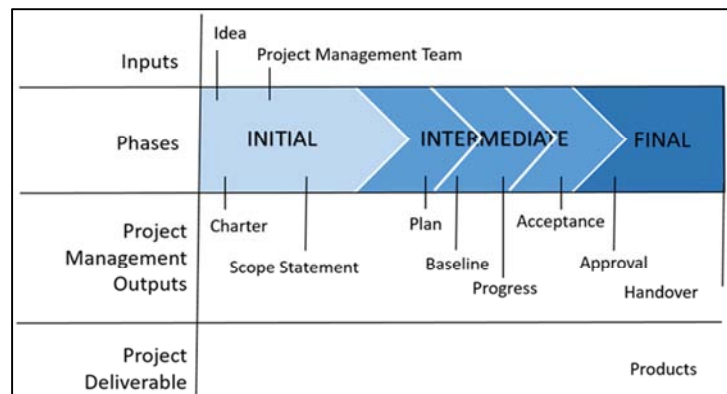 Idea
Inputs
Project Management Team
Phases
INITIAL
INTERMEDIATE
FINAL
Project
Management
Outputs
Charter
Scope Statement
Plan
Baseline
Progress
Acceptance
Approval
Handover
Project
Deliverable
Products